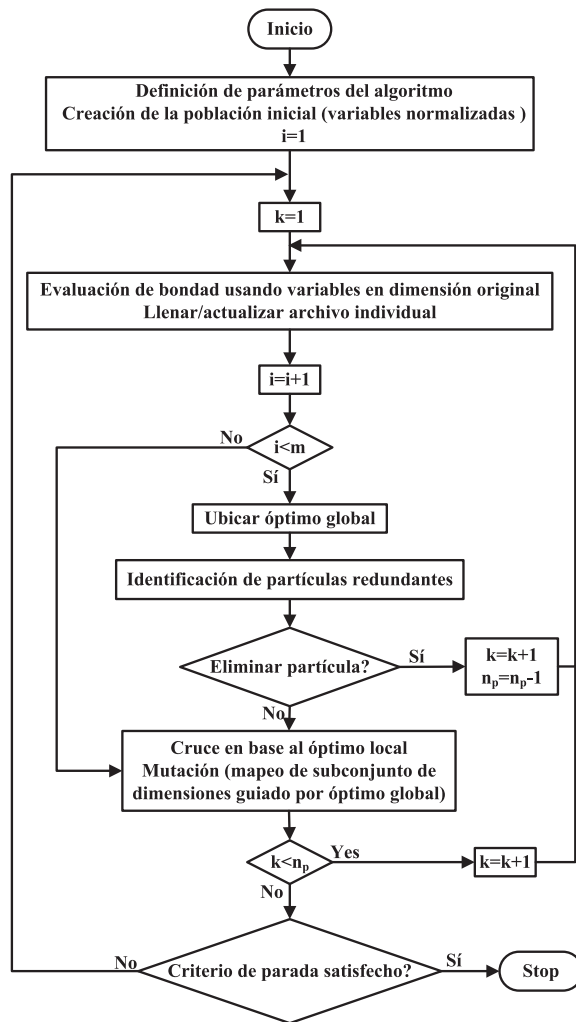 Inicio
Definición de parámetros del algoritmo
Creación de la población inicial (variables normalizadas )
i=1
k=1
Evaluación de bondad usando variables en dimensión original
Llenar/actualizar archivo individual
i=i+1
No
i<m
Sí
Ubicar óptimo global
Identificación de partículas redundantes
Eliminar partícula?
Sí
k=k+1
nₚ=nₚ-1
No
Cruce en base al óptimo local
Mutación (mapeo de subconjunto de
dimensiones guiado por óptimo global)
k<nₚ
Yes
k=k+1
No
No
Criterio de parada satisfecho?
Sí
Stop